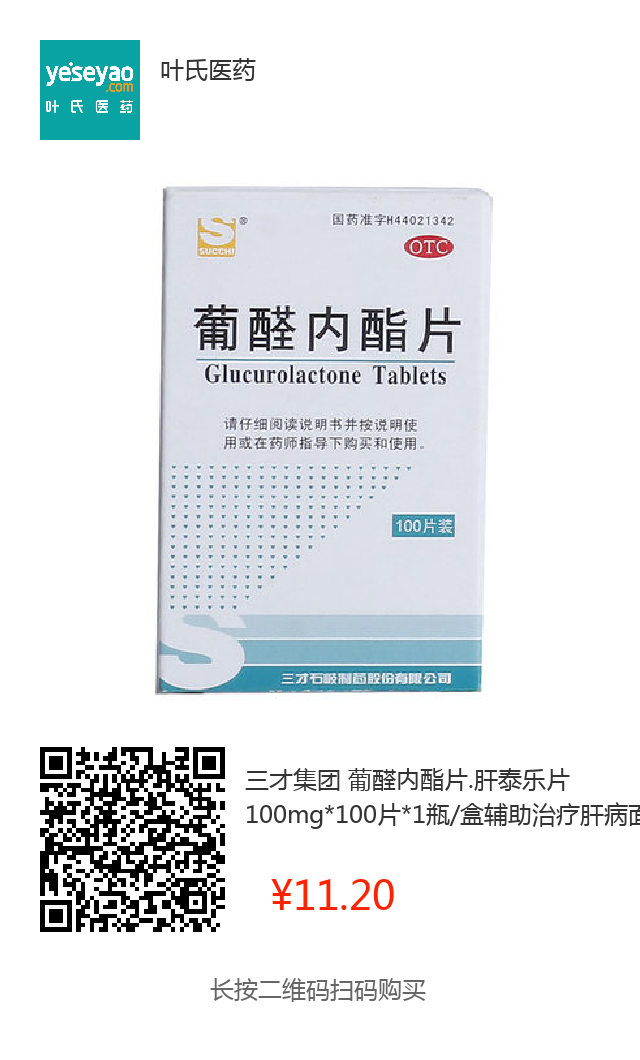 yeseyao
.com
叶氏医药
叶氏医药
S
®
SUCCHI
国药准字H44021342
OTC
葡醛内酯片
Glucurolactone Tablets
请仔细阅读说明书并按说明使
用或在药师指导下购买和使用。
100片装
S
三才石岐制药股份有限公司
三才集团 葡醛内酯片.肝泰乐片
100mg*100片*1瓶/盒辅助治疗肝病面
¥11.20
长按二维码扫码购买